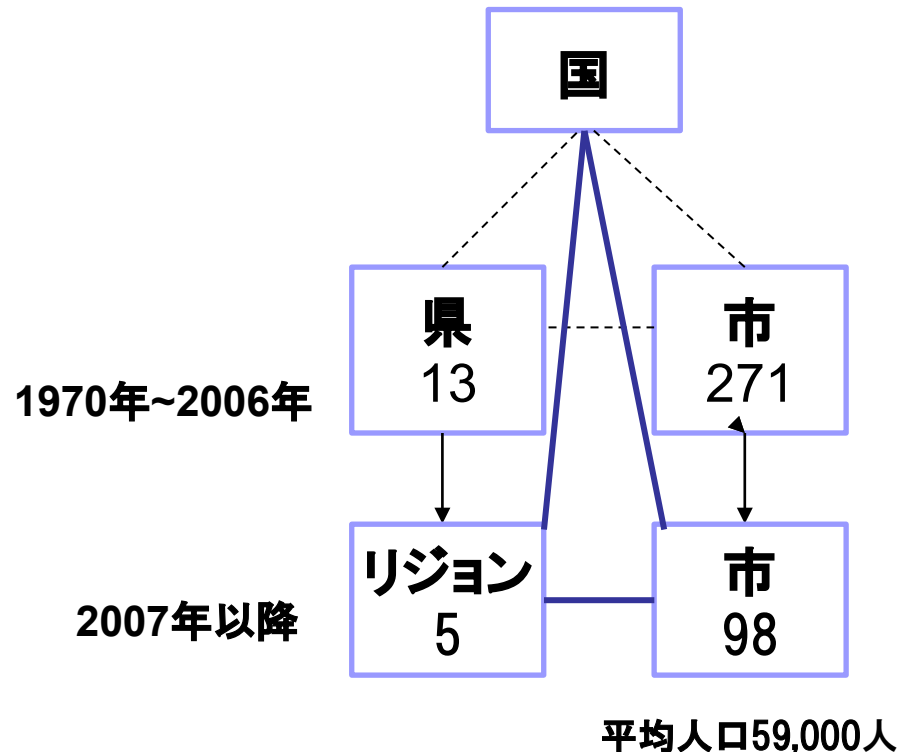 国
県
13
市
271
1970年~2006年
リジョン
5
市
98
2007年以降
平均人口59,000人